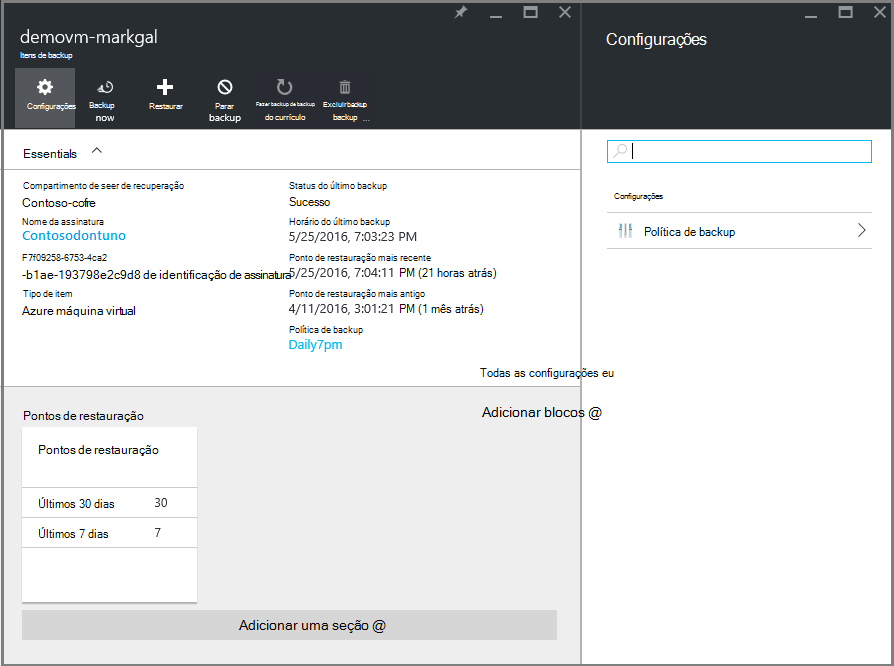 demovm-markgal
Itens de backup
Configurações
Backup
now
Restaurar
Parar
backup
Fazer backup de backup
do currículo
Excluir backup
backup ...
Essentials
Compartimento de seer de recuperação
Contoso-cofre
Nome da assinatura
Contosodontuno
F7f09258-6753-4ca2
-b1ae-193798e2c9d8 de identificação de assinatura
Tipo de item
Azure máquina virtual
Status do último backup
Sucesso
Horário do último backup
5/25/2016, 7:03:23 PM
Ponto de restauração mais recente
5/25/2016, 7:04:11 PM (21 horas atrás)
Ponto de restauração mais antigo
4/11/2016, 3:01:21 PM (1 mês atrás)
Política de backup
Daily7pm
Todas as configurações eu
Adicionar blocos @
Pontos de restauração
Pontos de restauração
Últimos 30 dias 30
Últimos 7 dias 7
Adicionar uma seção @
Configurações
Configurações
Política de backup